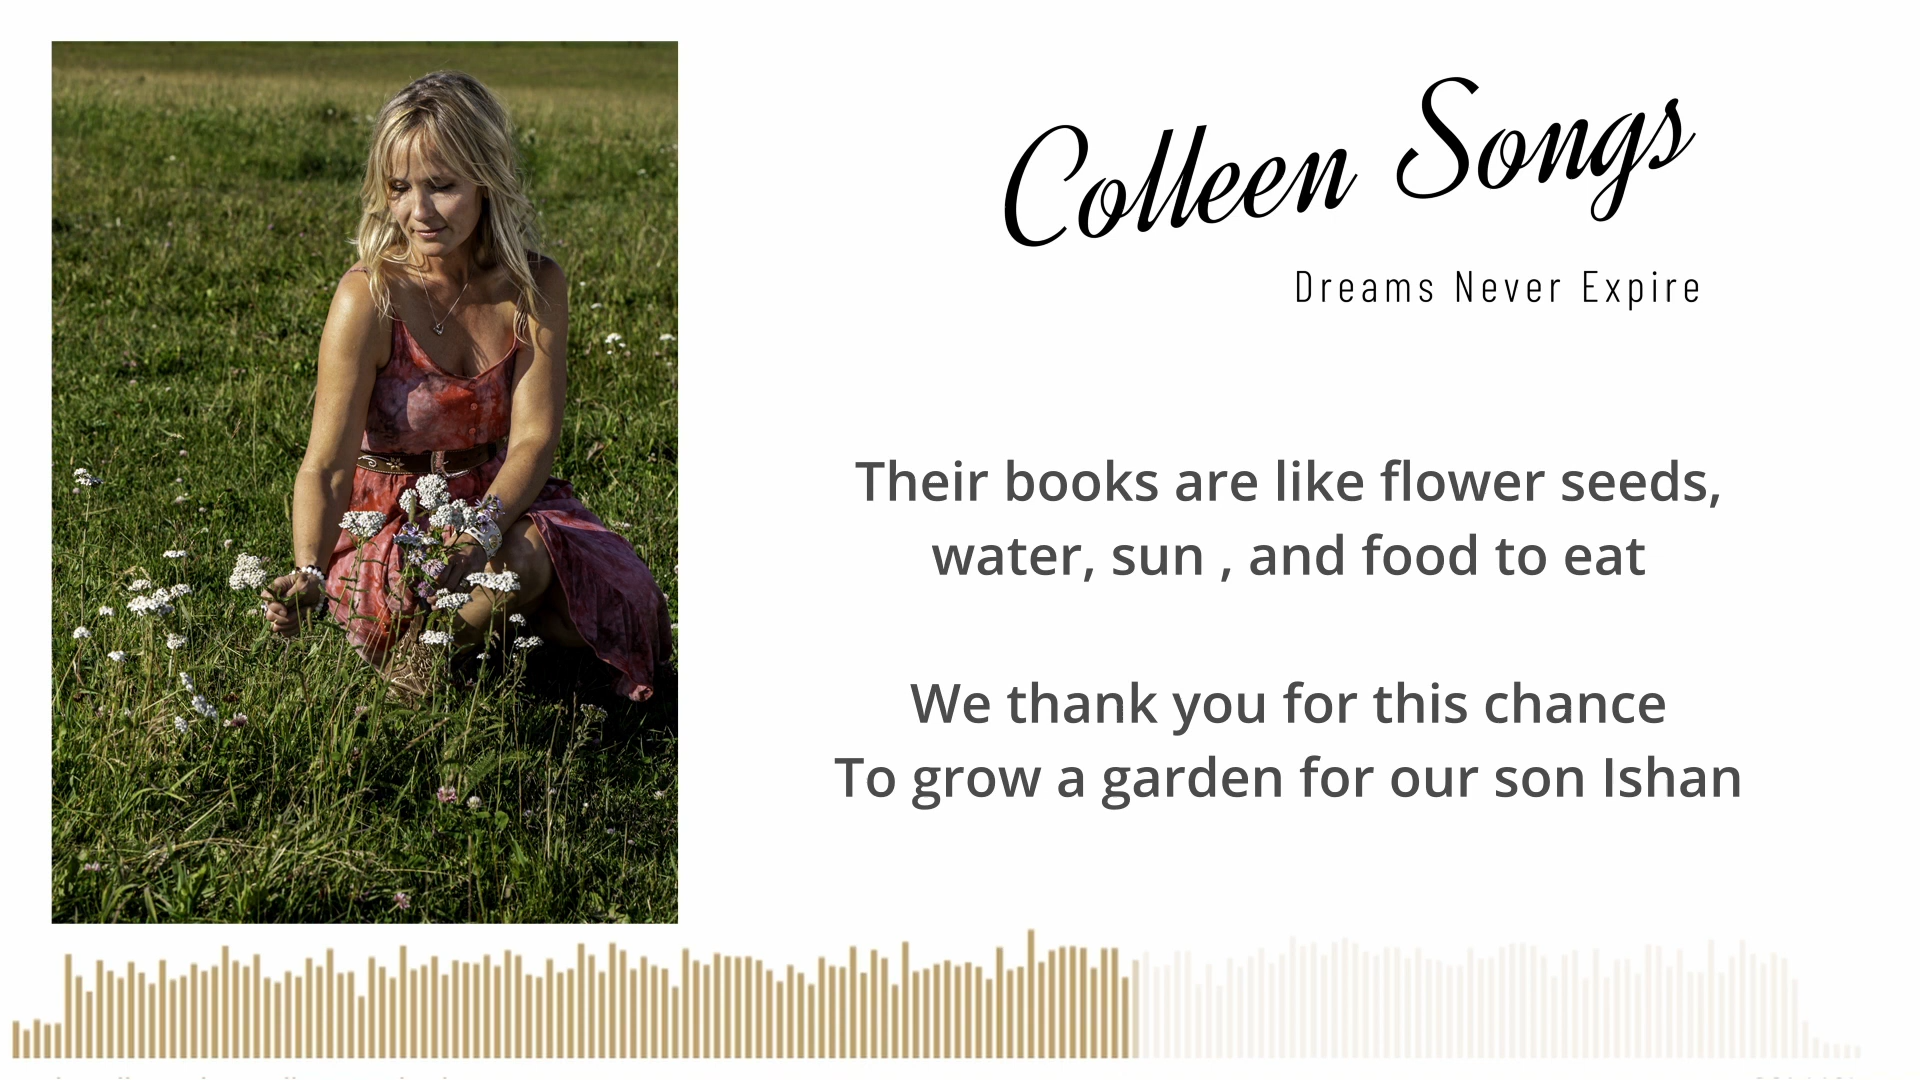 Colleen Songs
Dreams Never Expire
Their books are like flower seeds,
water, sun , and food to eat
We thank you for this chance
To grow a garden for our son Ishan